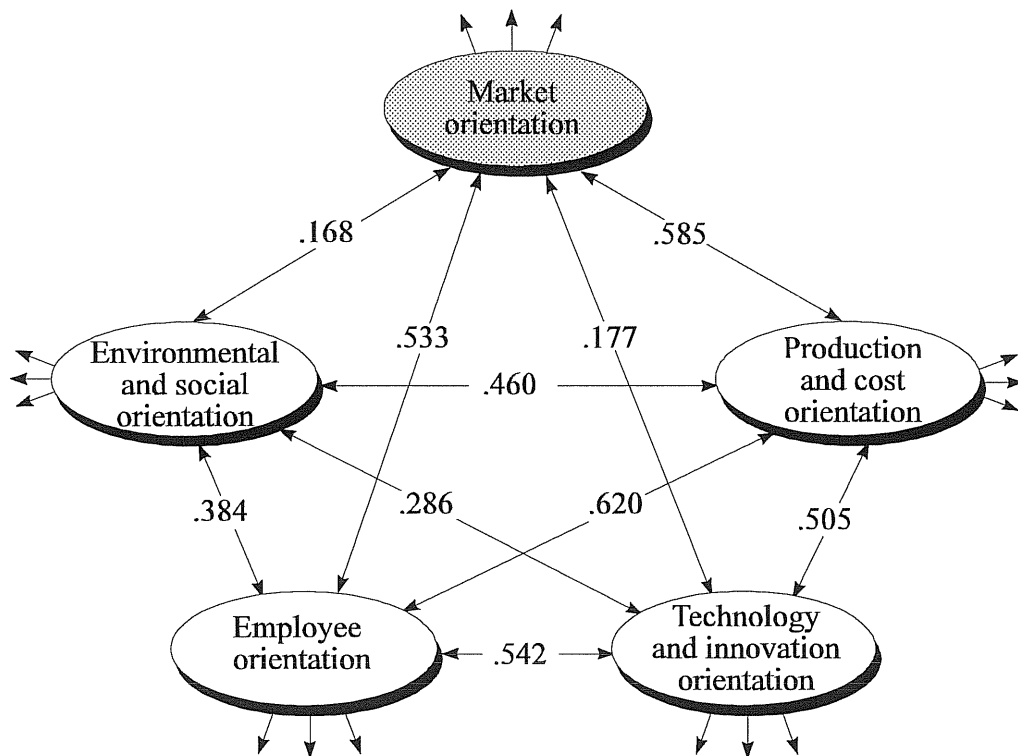 Market
orientation
.168
.585
Environmental
and social
orientation
.533
.177
Production
and cost
orientation
.460
.384
.286
.620
.505
Employee
orientation
.542
Technology
and innovation
orientation